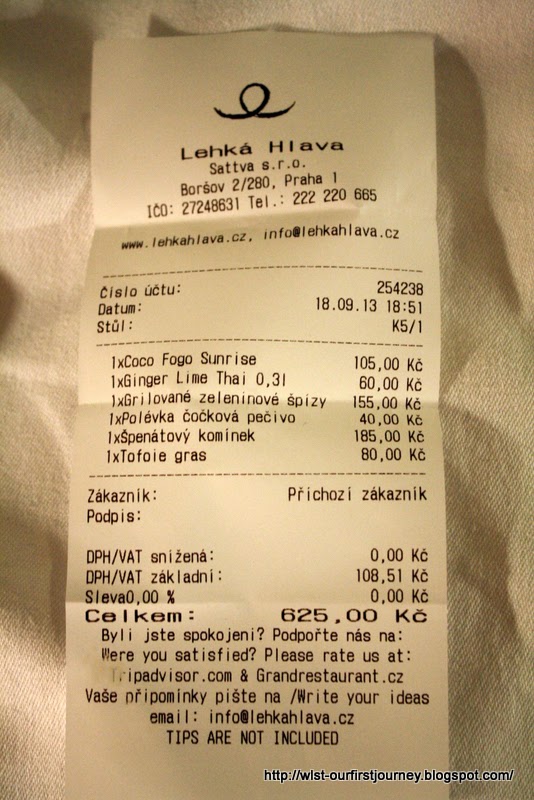 Lehká Hlava
Sattva s.r.o.
Boršov 2/280, Praha 1
IČO: 27248631 Tel.: 222 220 665
www.lehkahlava.cz, info@lehkahlava.cz
Číslo účtu: 254238
Datum: 18.09.13 18:51
Stůl: K5/1
1xCoco Fogo Sunrise 105,00 Kč
1xGinger Lime Thai 0,3l 60,00 Kč
1xGrilované zeleninové špízy 155,00 Kč
1xPolévka čočková pečivo 40,00 Kč
1xŠpenátový komínek 185,00 Kč
1xTofoie gras 80,00 Kč
Zákazník: Příchozí zákazník
Podpis:
DPH/VAT snížená: 0,00 Kč
DPH/VAT základní: 108,51 Kč
Sleva0,00 % 0,00 Kč
Celkem: 625,00 Kč
Byli jste spokojeni? Podpořte nás na:
Were you satisfied? Please rate us at:
Tripadvisor.com & Grandrestaurant.cz
Vaše připomínky pište na /Write your ideas
email: info@lehkahlava.cz
TIPS ARE NOT INCLUDED
http://wlst-ourfirstjourney.blogspot.com/